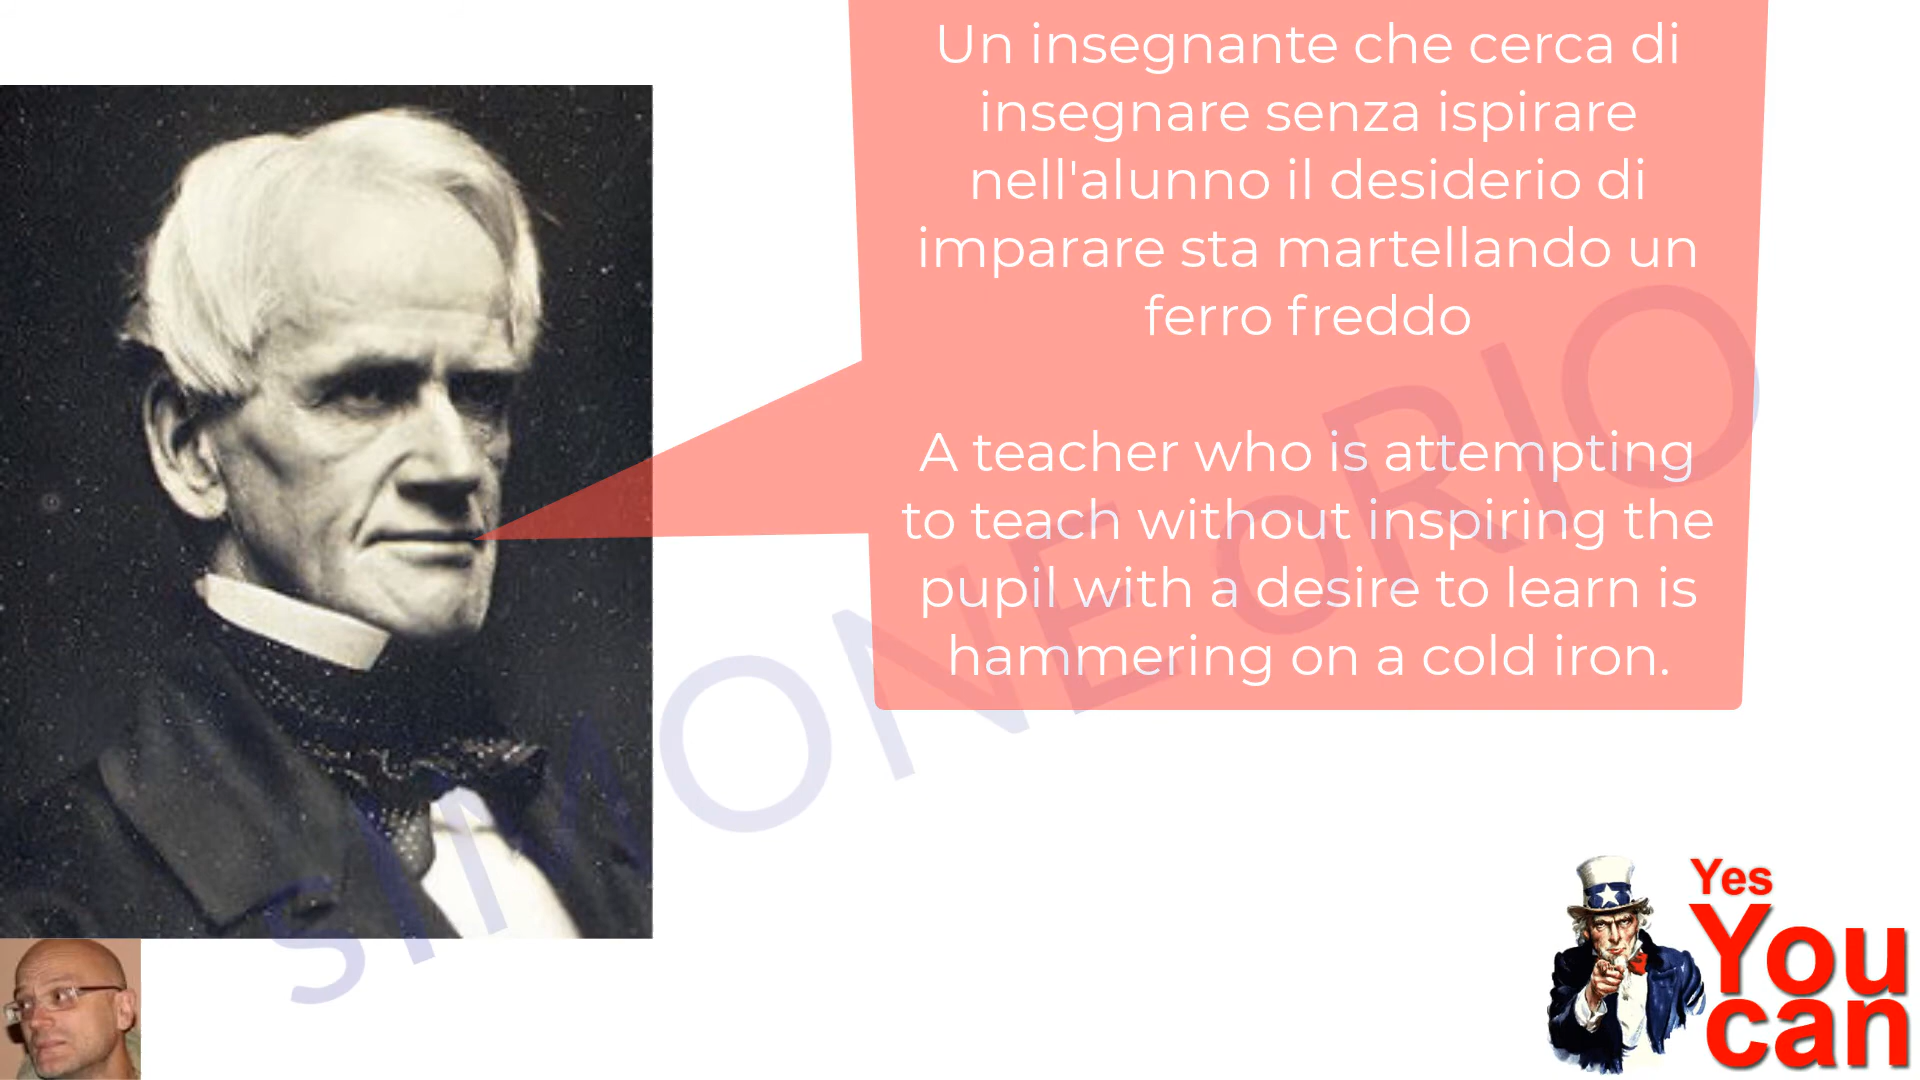 Un insegnante che cerca di
insegnare senza ispirare
nell'alunno il desiderio di
imparare sta martellando un
ferro freddo
A teacher who is attempting
to teach without inspiring the
pupil with a desire to learn is
hammering on a cold iron.
sIMONE oRIO
Yes
You
can